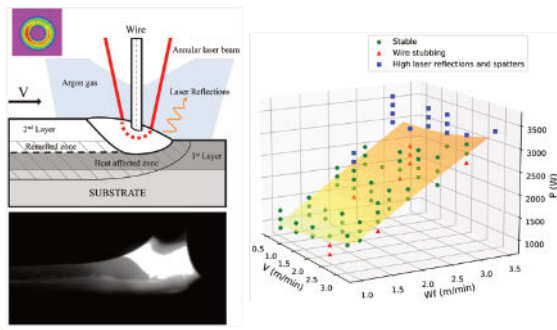 Annular laser beam
Wire
Argon gas
Laser Reflections
V
2nd Layer
Remelted zone
1st Layer
Heat affected zone
SUBSTRATE
Stable
Wire stubbing
High laser reflections and spatters
3500
3000
2500
2000
1500
1000
P (W)
0.5
1.0
1.5
2.0
2.5
3.0
V (m/min)
1.0
1.5
2.0
2.5
3.0
3.5
Wf (m/min)